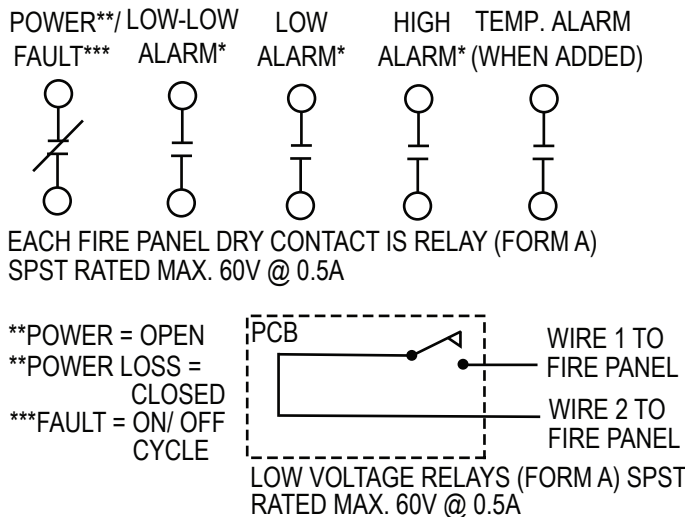 POWER**/ LOW-LOW LOW HIGH TEMP. ALARM
FAULT*** ALARM* ALARM* ALARM* (WHEN ADDED)
EACH FIRE PANEL DRY CONTACT IS RELAY (FORM A)
SPST RATED MAX. 60V @ 0.5A
**POWER = OPEN
**POWER LOSS =
CLOSED
***FAULT = ON/ OFF
CYCLE
PCB
WIRE 1 TO
FIRE PANEL
WIRE 2 TO
FIRE PANEL
LOW VOLTAGE RELAYS (FORM A) SPST
RATED MAX. 60V @ 0.5A